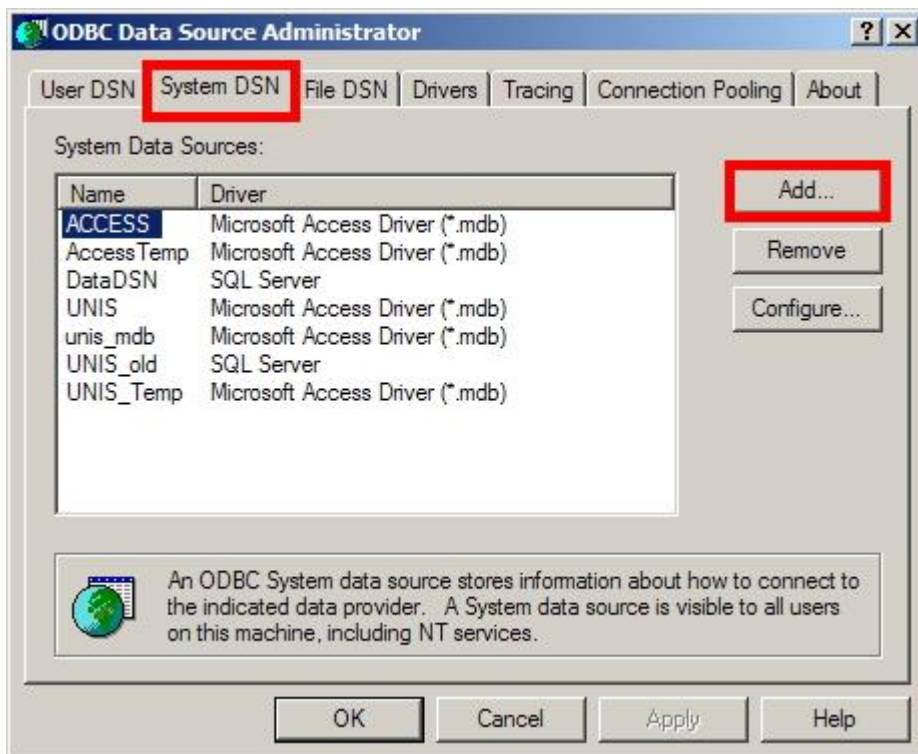 ODBC Data Source Administrator
User DSN System DSN File DSN Drivers Tracing Connection Pooling About
System Data Sources:
Name Driver
ACCESS Microsoft Access Driver (*.mdb)
AccessTemp Microsoft Access Driver (*.mdb)
DataDSN SQL Server
UNIS Microsoft Access Driver (*.mdb)
unis_mdb Microsoft Access Driver (*.mdb)
UNIS_old SQL Server
UNIS_Temp Microsoft Access Driver (*.mdb)
Add...
Remove
Configure...
An ODBC System data source stores information about how to connect to
the indicated data provider. A System data source is visible to all users
on this machine, including NT services.
OK Cancel Apply Help